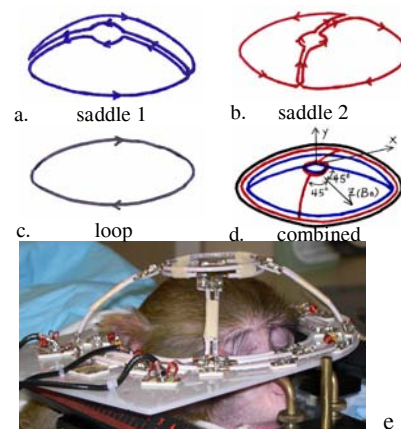 a. saddle 1
b. saddle 2
c. loop
d. combined
y
x
45°
45°
Z(B₀)
e